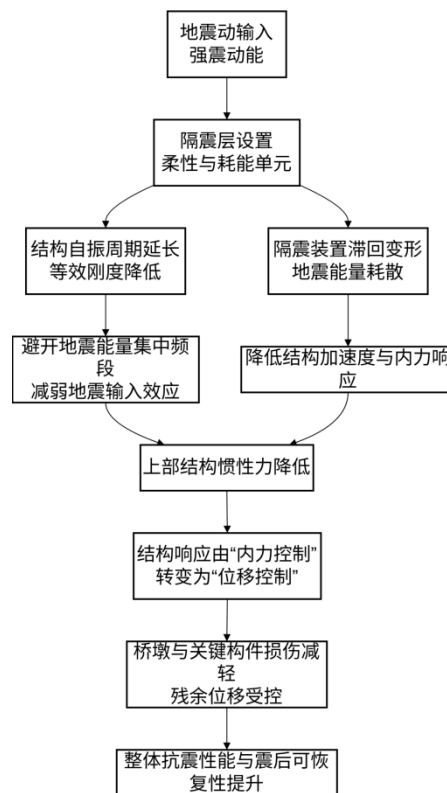 地震动输入
强震动能
隔震层设置
柔性与耗能单元
结构自振周期延长
等效刚度降低
隔震装置滞回变形
地震能量耗散
避开地震能量集中频
段
减弱地震输入效应
降低结构加速度与内力响
应
上部结构惯性力降低
结构响应由“内力控制”
转变为“位移控制”
桥墩与关键构件损伤减
轻
残余位移受控
整体抗震性能与震后可恢
复性提升